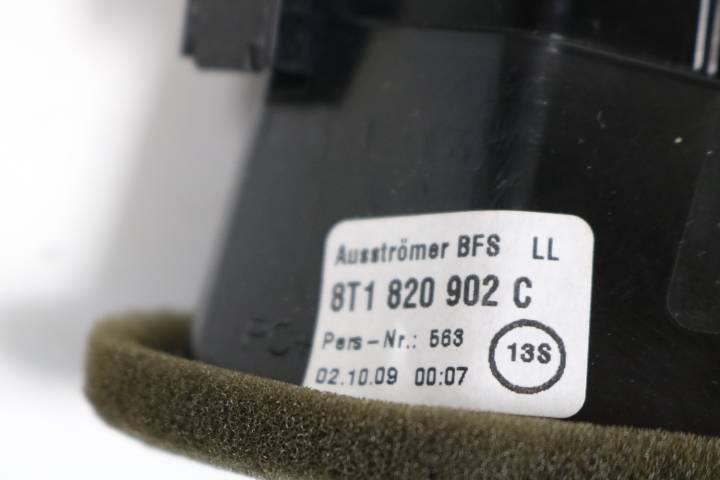 Ausströmer BFS LL
8T1 820 902 C
Pers-Nr.: 563
13S
02.10.09 00:07